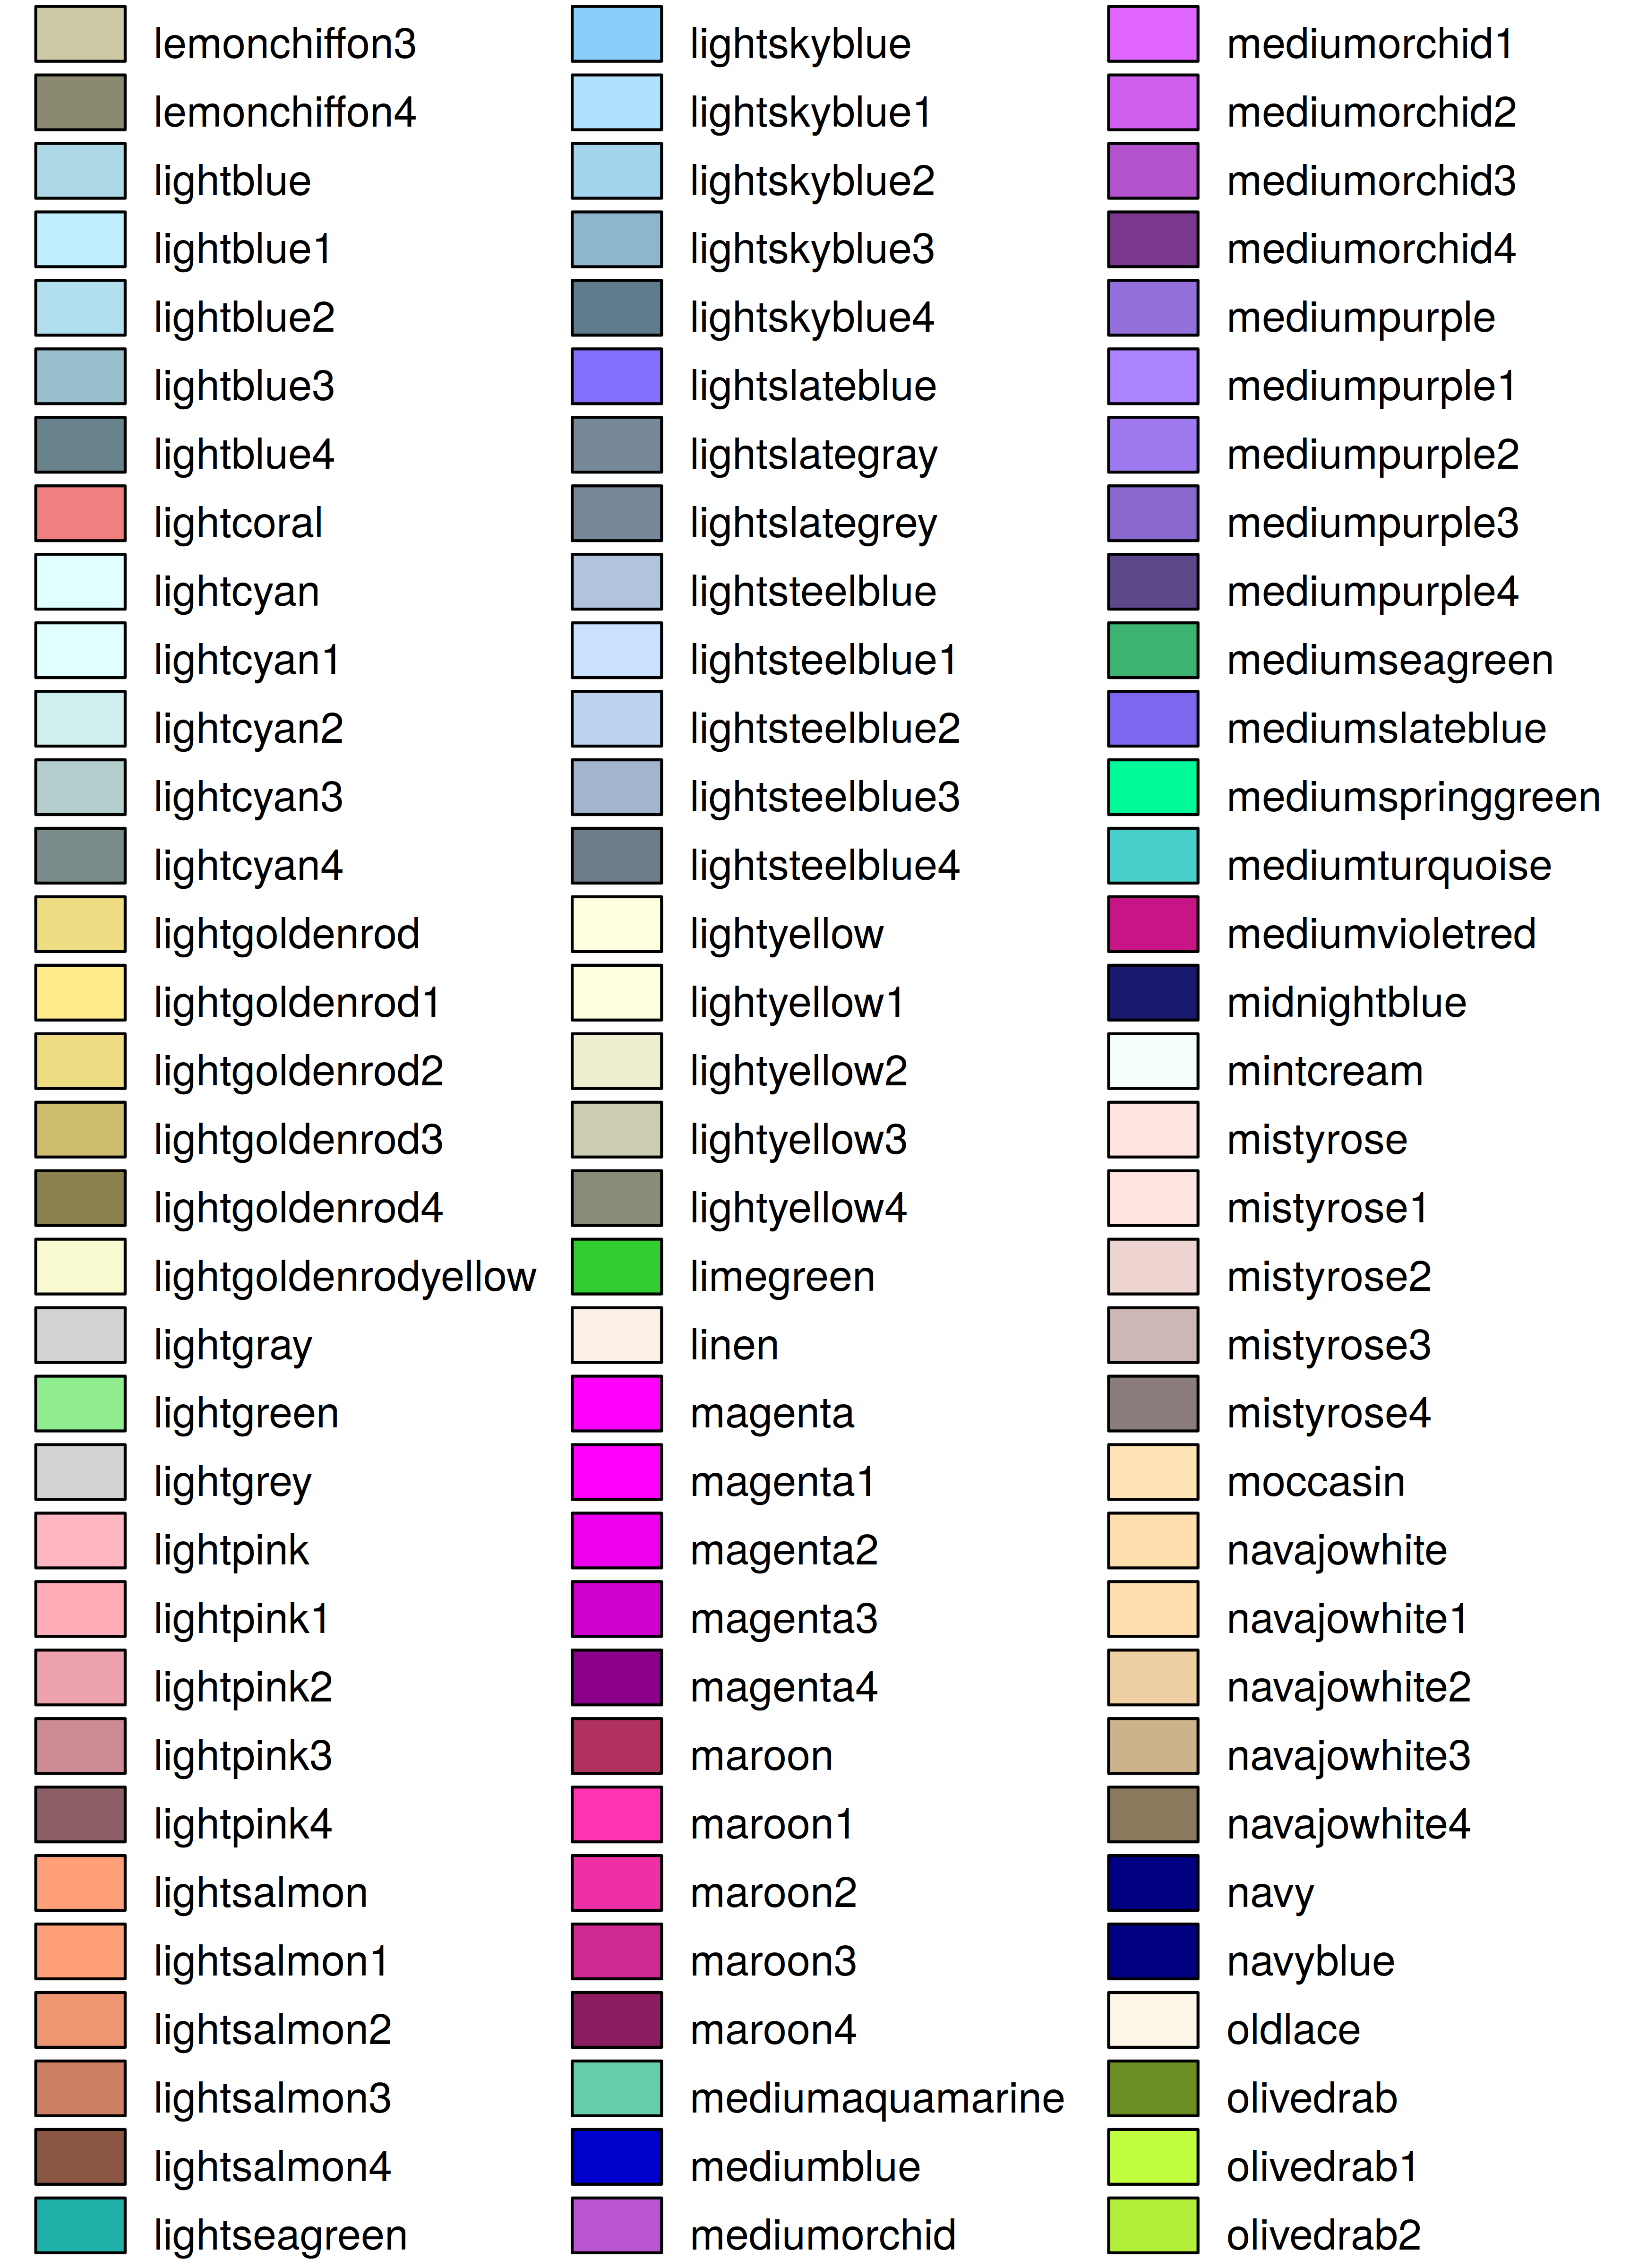 lemonchiffon3
lemonchiffon4
lightblue
lightblue1
lightblue2
lightblue3
lightblue4
lightcoral
lightcyan
lightcyan1
lightcyan2
lightcyan3
lightcyan4
lightgoldenrod
lightgoldenrod1
lightgoldenrod2
lightgoldenrod3
lightgoldenrod4
lightgoldenrodyellow
lightgray
lightgreen
lightgrey
lightpink
lightpink1
lightpink2
lightpink3
lightpink4
lightsalmon
lightsalmon1
lightsalmon2
lightsalmon3
lightsalmon4
lightseagreen
lightskyblue
lightskyblue1
lightskyblue2
lightskyblue3
lightskyblue4
lightslateblue
lightslategray
lightslategrey
lightsteelblue
lightsteelblue1
lightsteelblue2
lightsteelblue3
lightsteelblue4
lightyellow
lightyellow1
lightyellow2
lightyellow3
lightyellow4
limegreen
linen
magenta
magenta1
magenta2
magenta3
magenta4
maroon
maroon1
maroon2
maroon3
maroon4
mediumaquamarine
mediumblue
mediumorchid
mediumorchid1
mediumorchid2
mediumorchid3
mediumorchid4
mediumpurple
mediumpurple1
mediumpurple2
mediumpurple3
mediumpurple4
mediumseagreen
mediumslateblue
mediumspringgreen
mediumturquoise
mediumvioletred
midnightblue
mintcream
mistyrose
mistyrose1
mistyrose2
mistyrose3
mistyrose4
moccasin
navajowhite
navajowhite1
navajowhite2
navajowhite3
navajowhite4
navy
navyblue
oldlace
olivedrab
olivedrab1
olivedrab2